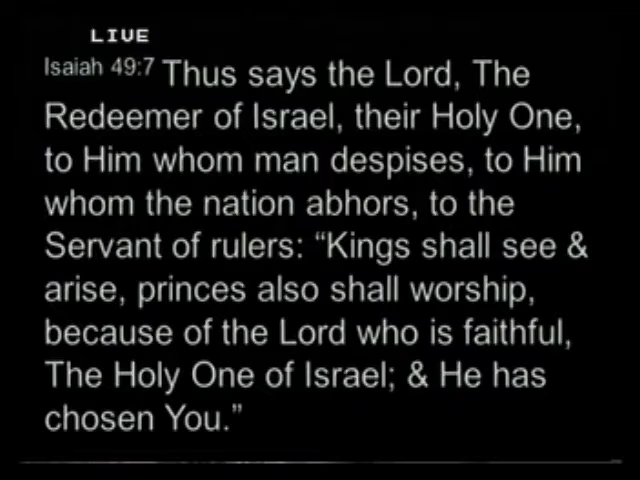 LIVE
Isaiah 49:7 Thus says the Lord, The
Redeemer of Israel, their Holy One,
to Him whom man despises, to Him
whom the nation abhors, to the
Servant of rulers: “Kings shall see &
arise, princes also shall worship,
because of the Lord who is faithful,
The Holy One of Israel; & He has
chosen You.”